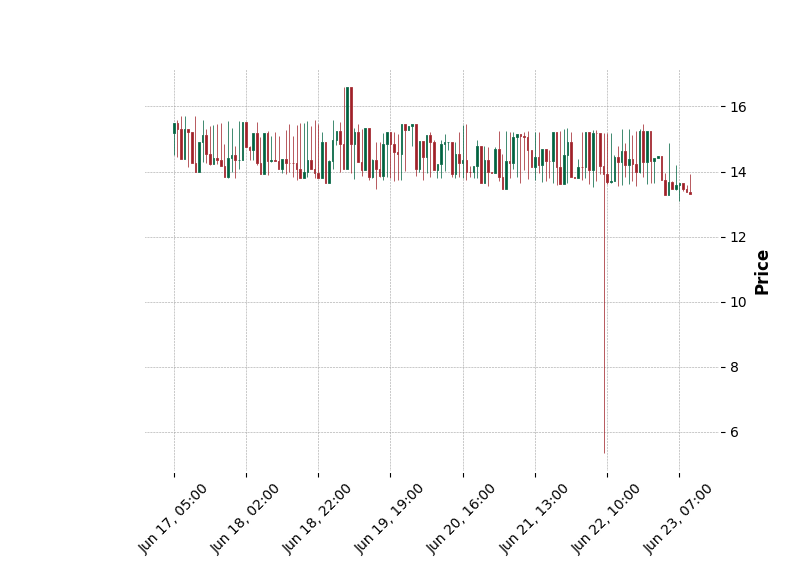 16
14
12
10
8
6
Price
Jun 17, 05:00
Jun 18, 02:00
Jun 18, 22:00
Jun 19, 19:00
Jun 20, 16:00
Jun 21, 13:00
Jun 22, 10:00
Jun 23, 07:00